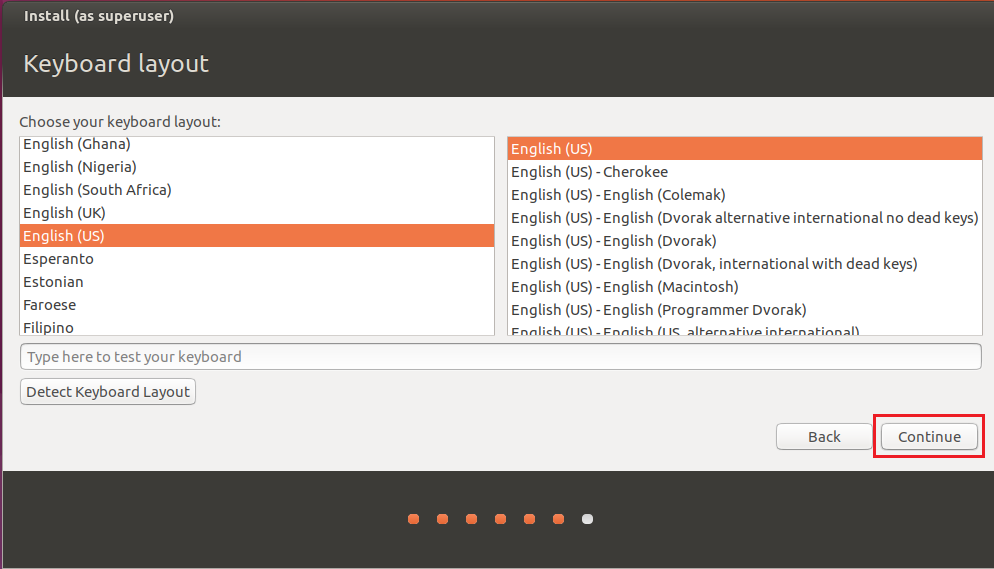 Install (as superuser)
Keyboard layout
Choose your keyboard layout:
English (Ghana)
English (Nigeria)
English (South Africa)
English (UK)
English (US)
Esperanto
Estonian
Faroese
Filipino
English (US)
English (US) - Cherokee
English (US) - English (Colemak)
English (US) - English (Dvorak alternative international no dead keys)
English (US) - English (Dvorak)
English (US) - English (Dvorak, international with dead keys)
English (US) - English (Macintosh)
English (US) - English (Programmer Dvorak)
English (US) - English (US, alternative international)
Type here to test your keyboard
Detect Keyboard Layout
Back
Continue